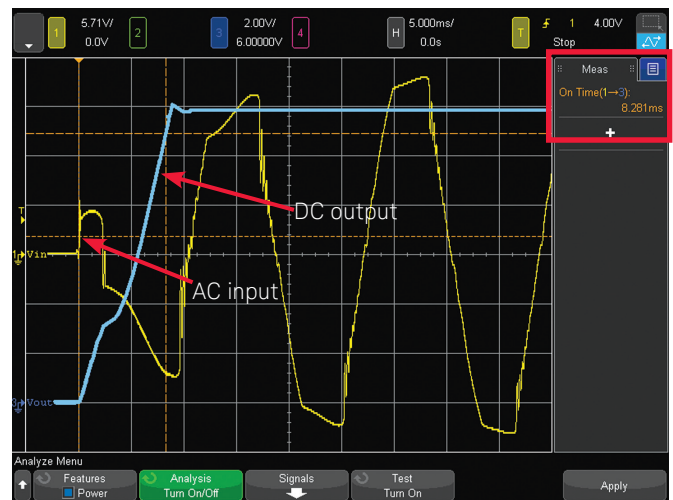 1 5.71V/ 2 3 2.00V/ 4 H 5.000ms/ T 1 4.00V
0.0V 6.00000V 0.0s Stop
Meas
On Time(1→3):
8.281ms
+
T
DC output
1 Vin
AC input
3 Vout
Analyze Menu
Features Analysis Signals Test
Power Turn On/Off Turn On Apply